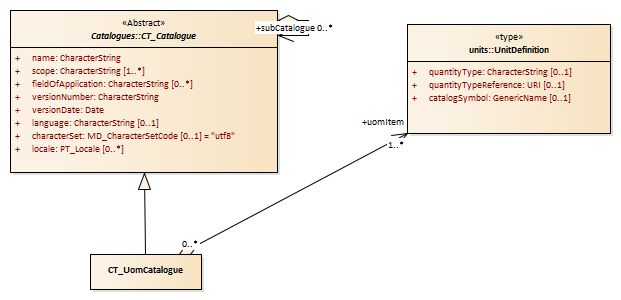 «Abstract»
Catalogues::CT_Catalogue
+ name: CharacterString
+ scope: CharacterString [1..*]
+ fieldOfApplication: CharacterString [0..*]
+ versionNumber: CharacterString
+ versionDate: Date
+ language: CharacterString [0..1]
+ characterSet: MD_CharacterSetCode [0..1] = "utf8"
+ locale: PT_Locale [0..*]
+subCatalogue 0..*
«type»
units::UnitDefinition
+ quantityType: CharacterString [0..1]
+ quantityTypeReference: URI [0..1]
+ catalogSymbol: GenericName [0..1]
+uomItem
1..*
0..*
CT_UomCatalogue